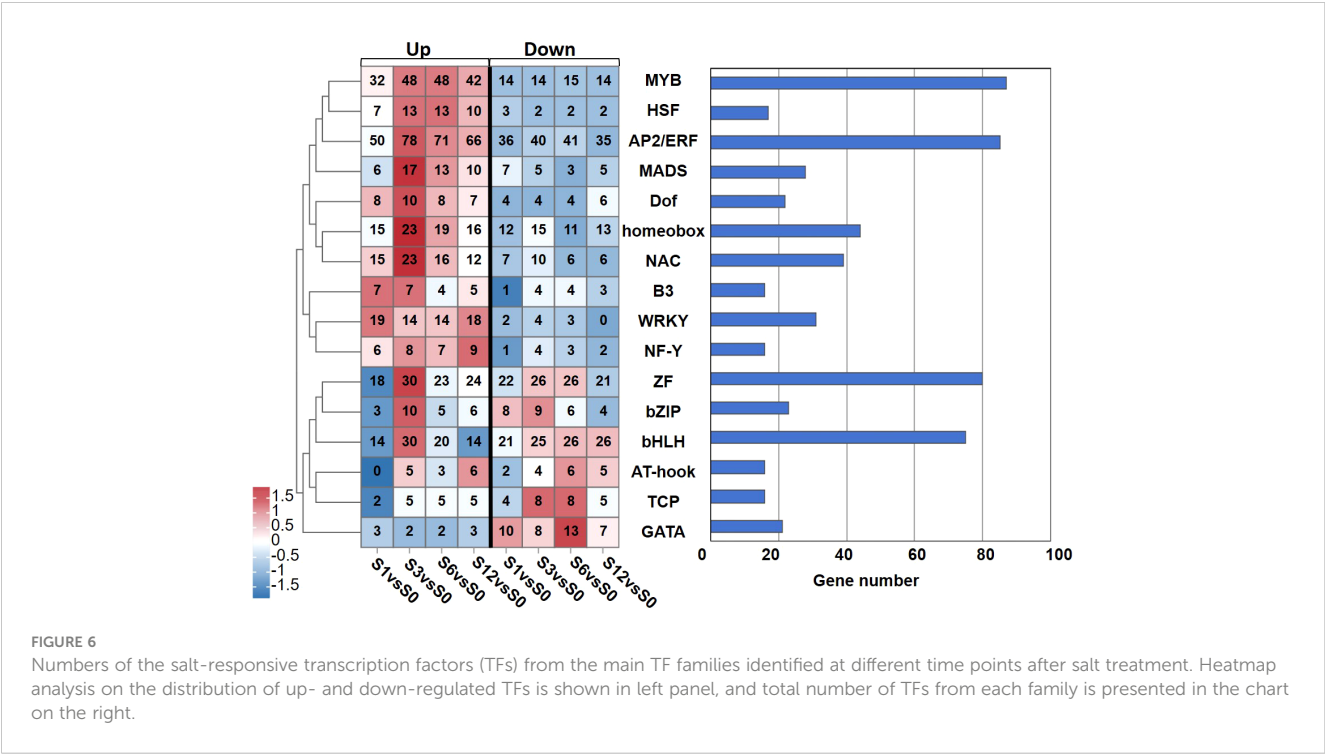 Up Down
32 48 48 42 14 14 15 14 MYB
7 13 13 10 3 2 2 2 HSF
50 78 71 66 36 40 41 35 AP2/ERF
6 17 13 10 7 5 3 5 MADS
8 10 8 7 4 4 4 6 Dof
15 23 19 16 12 15 11 13 homeobox
15 23 16 12 7 10 6 6 NAC
7 7 4 5 1 4 4 3 B3
19 14 14 18 2 4 3 0 WRKY
6 8 7 9 1 4 3 2 NF-Y
18 30 23 24 22 26 26 21 ZF
3 10 5 6 8 9 6 4 bZIP
14 30 20 14 21 25 26 26 bHLH
0 5 3 6 2 4 6 5 AT-hook
2 5 5 5 4 8 8 5 TCP
3 2 2 3 10 8 13 7 GATA
1.5
1
0.5
0
-0.5
-1
-1.5
S1vsS0 S3vsS0 S6vsS0 S12vsS0 S1vsS0 S3vsS0 S6vsS0 S12vsS0
0 20 40 60 80 100
Gene number
FIGURE 6
Numbers of the salt-responsive transcription factors (TFs) from the main TF families identified at different time points after salt treatment. Heatmap
analysis on the distribution of up- and down-regulated TFs is shown in left panel, and total number of TFs from each family is presented in the chart
on the right.